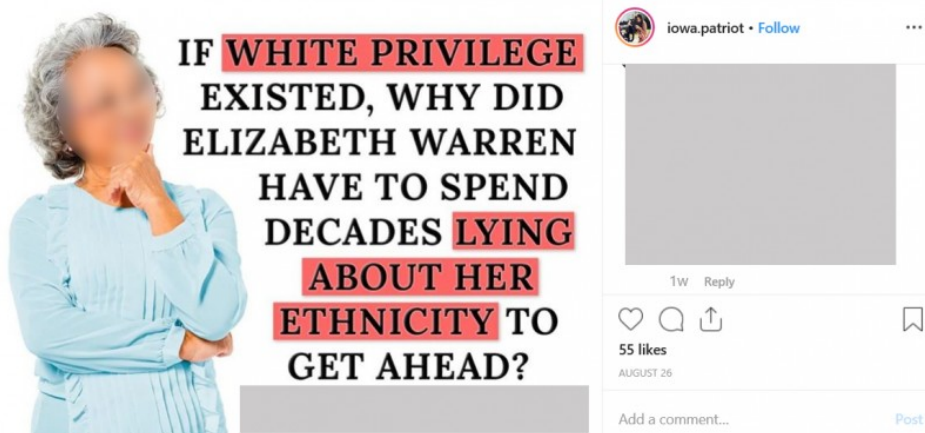 IF WHITE PRIVILEGE
EXISTED, WHY DID
ELIZABETH WARREN
HAVE TO SPEND
DECADES LYING
ABOUT HER
ETHNICITY TO
GET AHEAD?
iowa.patriot • Follow
1w Reply
55 likes
AUGUST 26
Add a comment...
Post